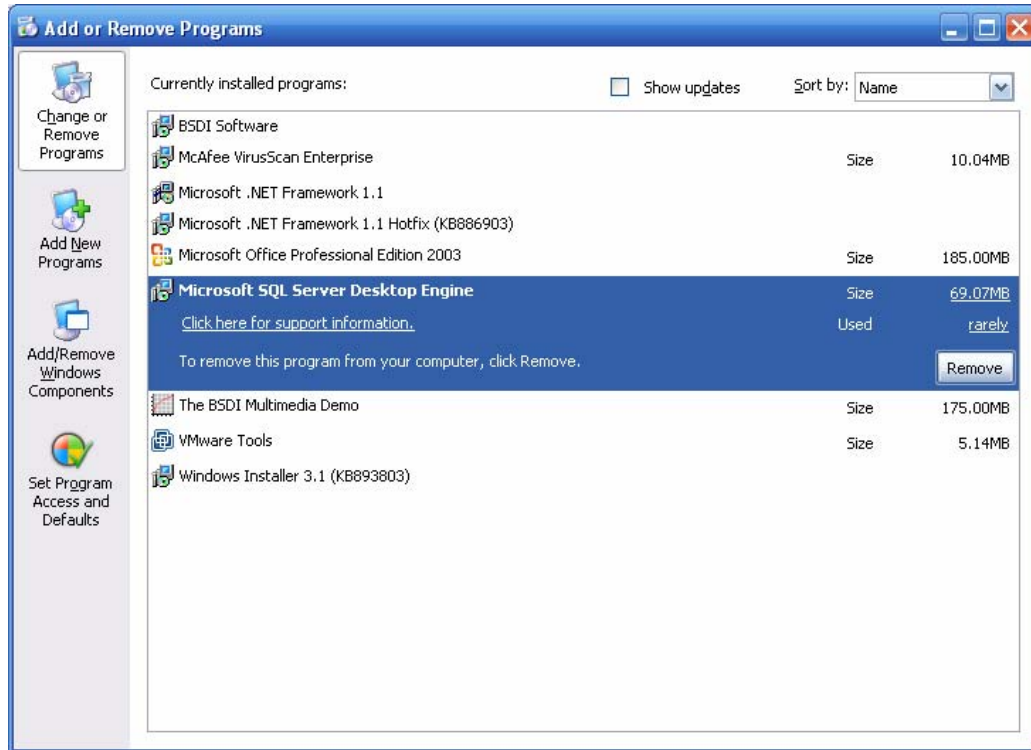 Add or Remove Programs
Change or
Remove
Programs
Add New
Programs
Add/Remove
Windows
Components
Set Program
Access and
Defaults
Currently installed programs:
Show updates
Sort by: Name
BSDI Software
McAfee VirusScan Enterprise Size 10.04MB
Microsoft .NET Framework 1.1
Microsoft .NET Framework 1.1 Hotfix (KB886903)
Microsoft Office Professional Edition 2003 Size 185.00MB
Microsoft SQL Server Desktop Engine Size 69.07MB
Click here for support information. Used rarely
To remove this program from your computer, click Remove. Remove
The BSDI Multimedia Demo Size 175.00MB
VMware Tools Size 5.14MB
Windows Installer 3.1 (KB893803)